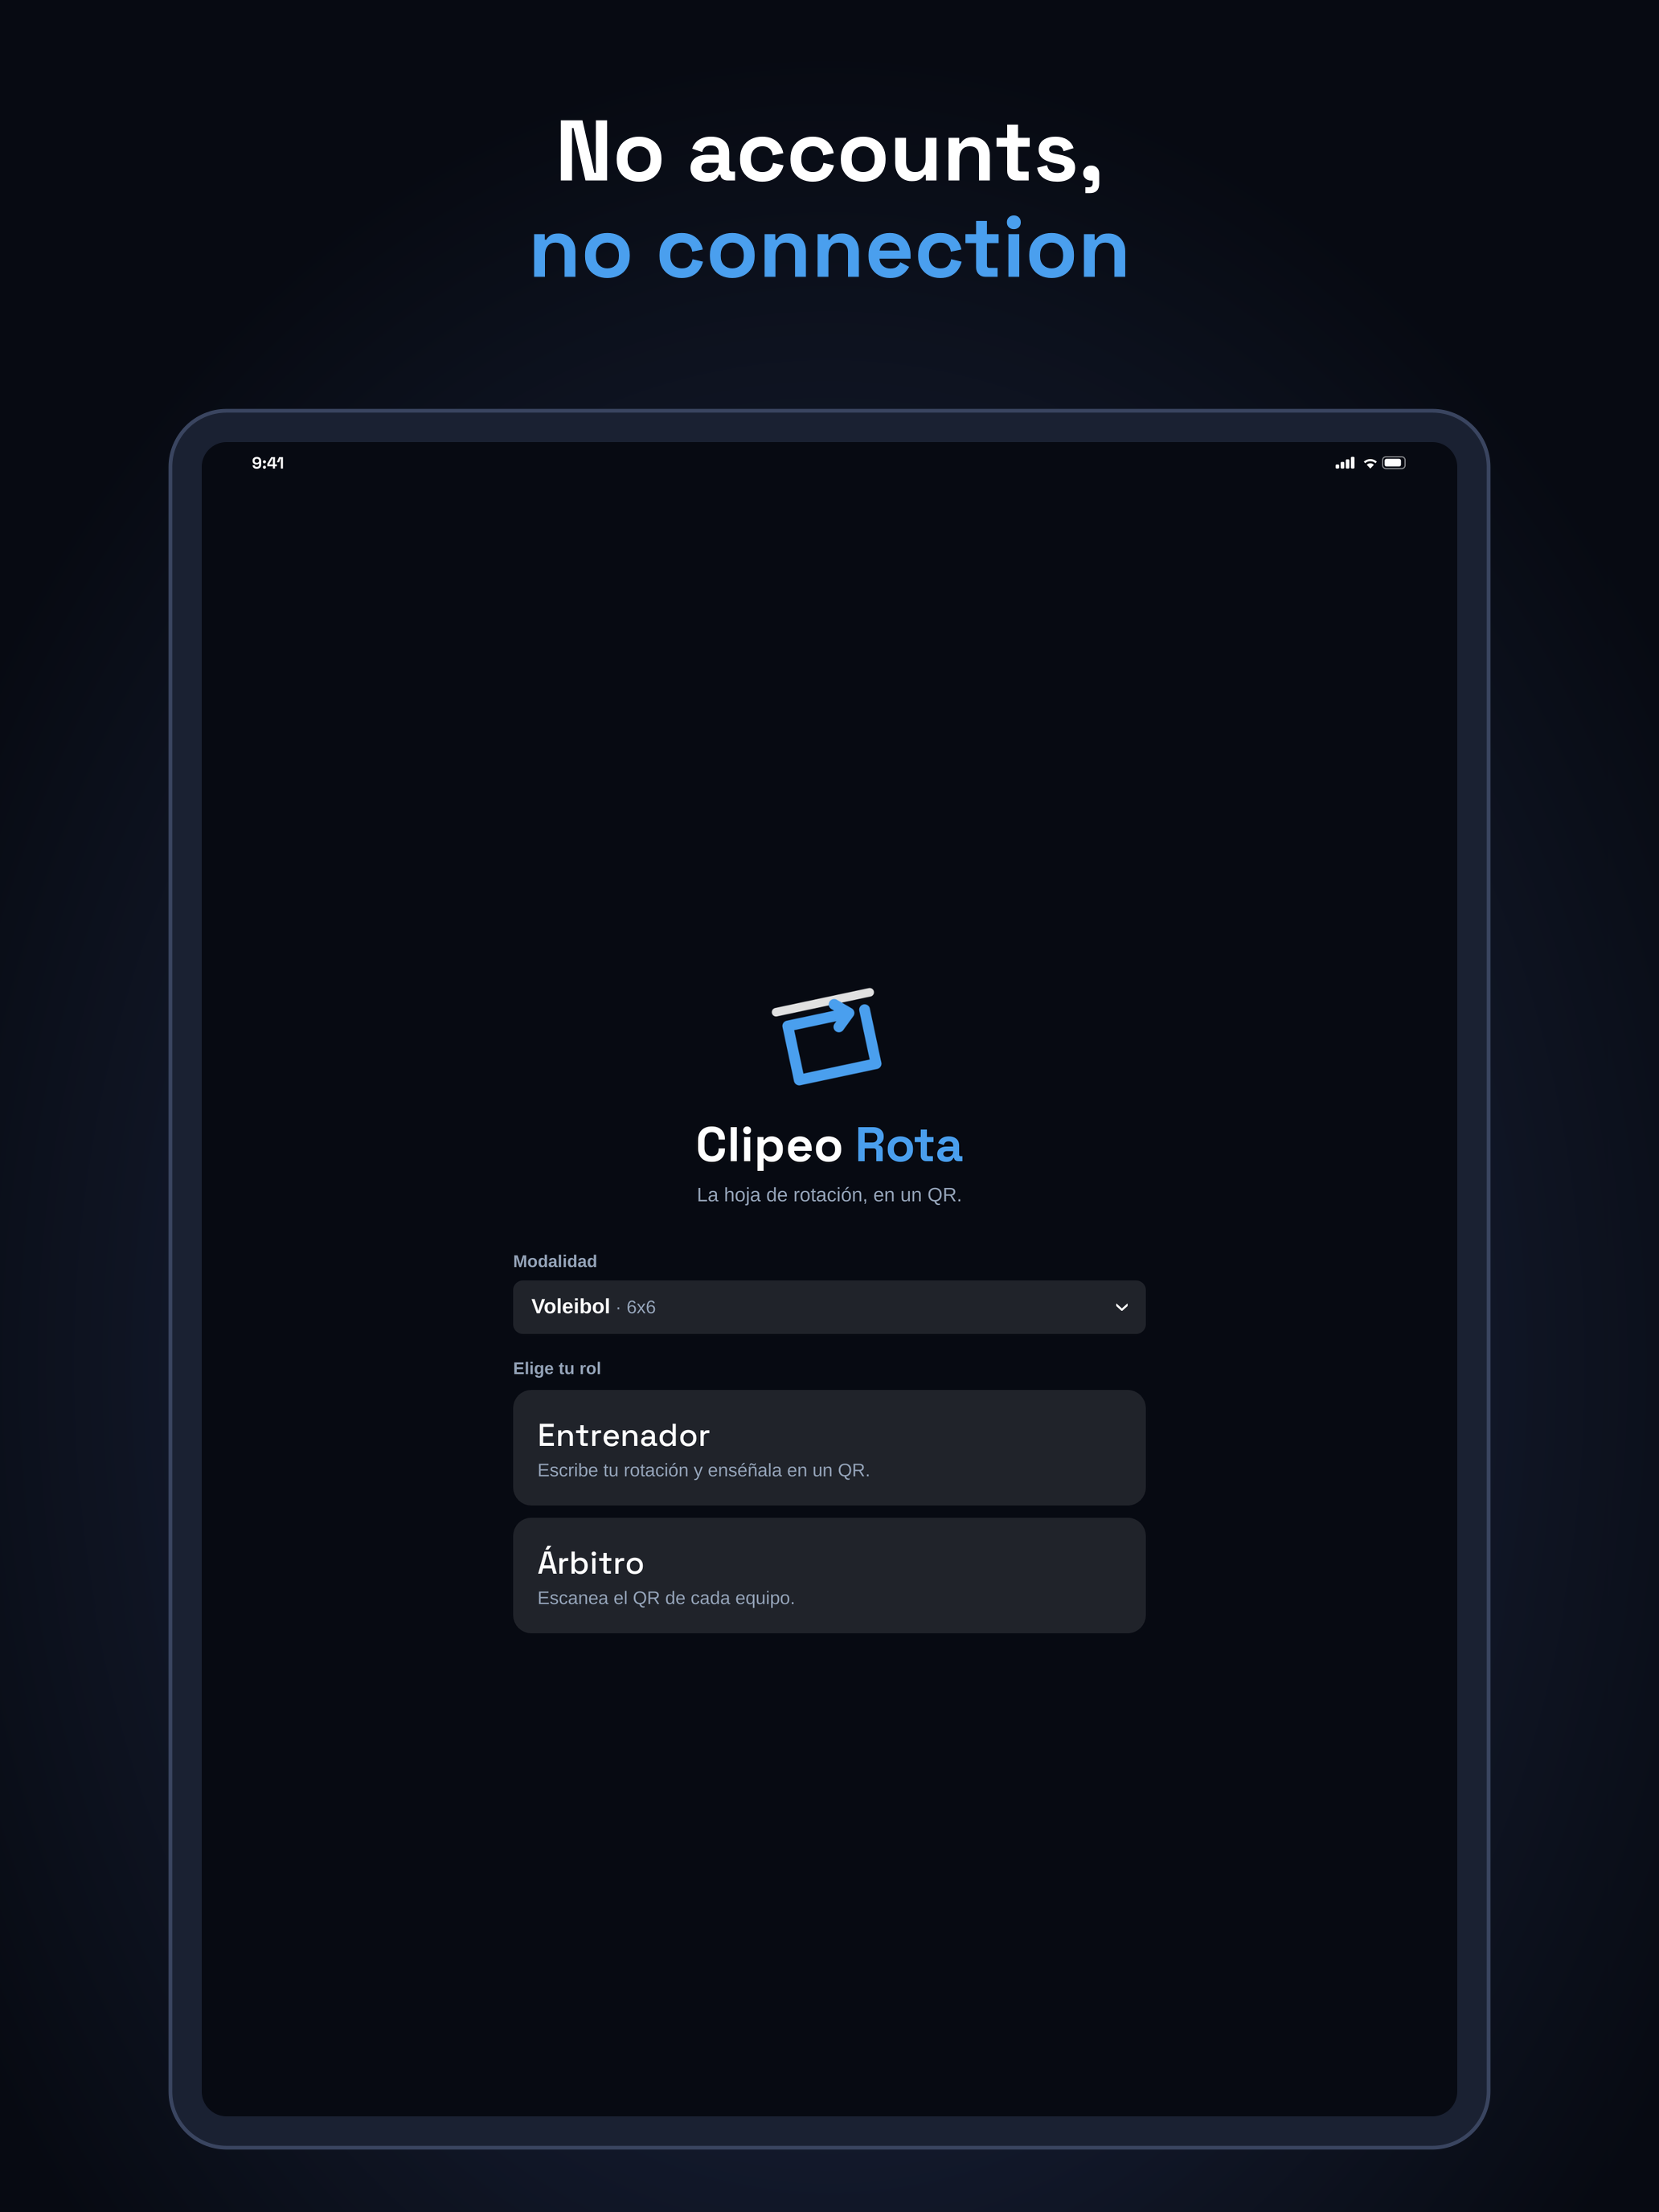 No accounts,
no connection
9:41
Clipeo Rota
La hoja de rotación, en un QR.
Modalidad
Voleibol · 6x6
Elige tu rol
Entrenador
Escribe tu rotación y enséñala en un QR.
Árbitro
Escanea el QR de cada equipo.